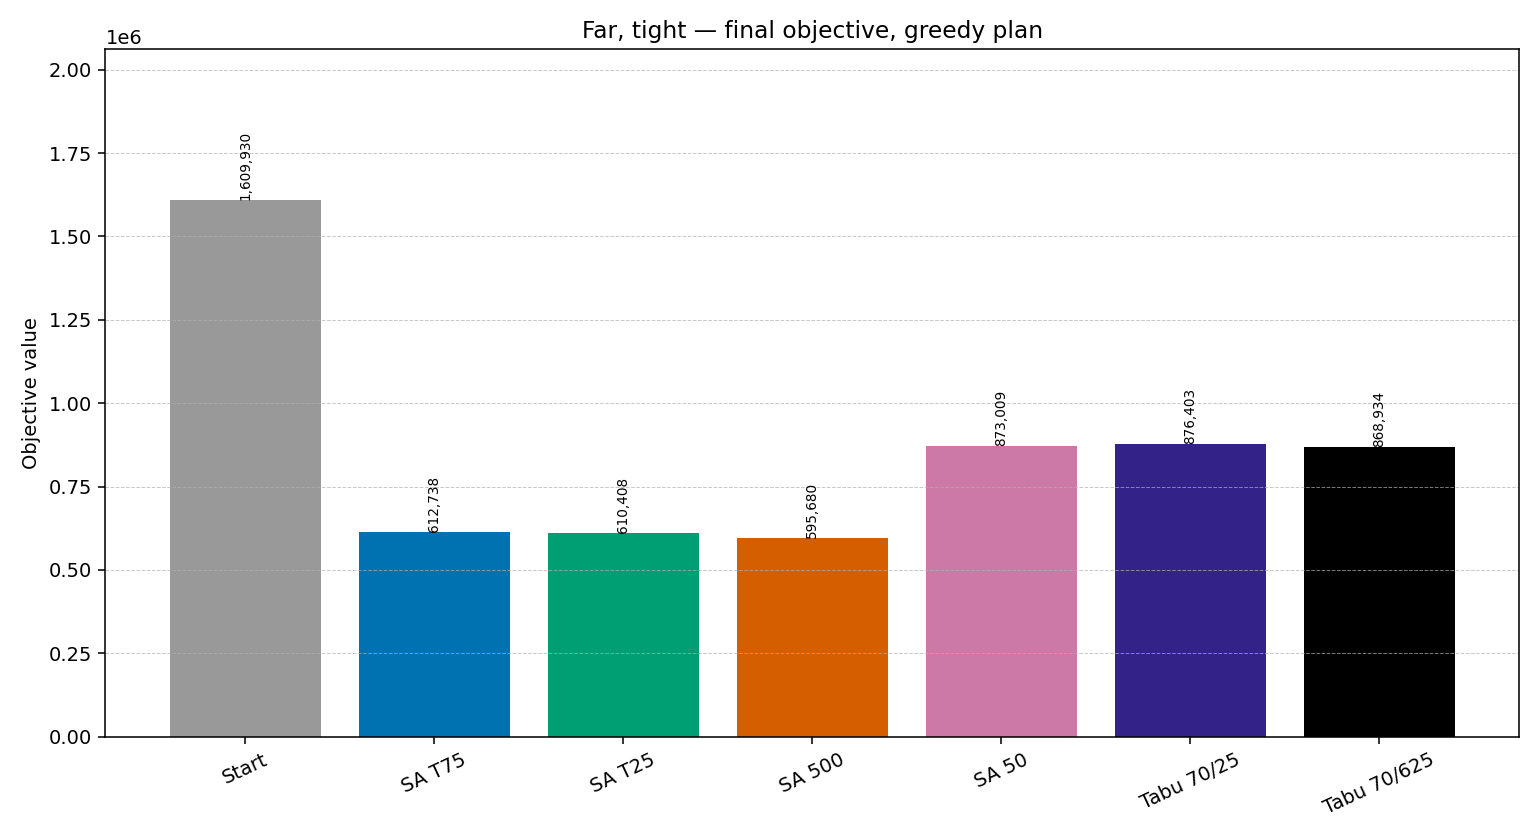 Far, tight — final objective, greedy plan
1e6
Objective value
2.00
1.75
1.50
1.25
1.00
0.75
0.50
0.25
0.00
1,609,930
612,738
610,408
595,680
873,009
876,403
868,934
Start
SA T75
SA T25
SA 500
SA 50
Tabu 70/25
Tabu 70/625